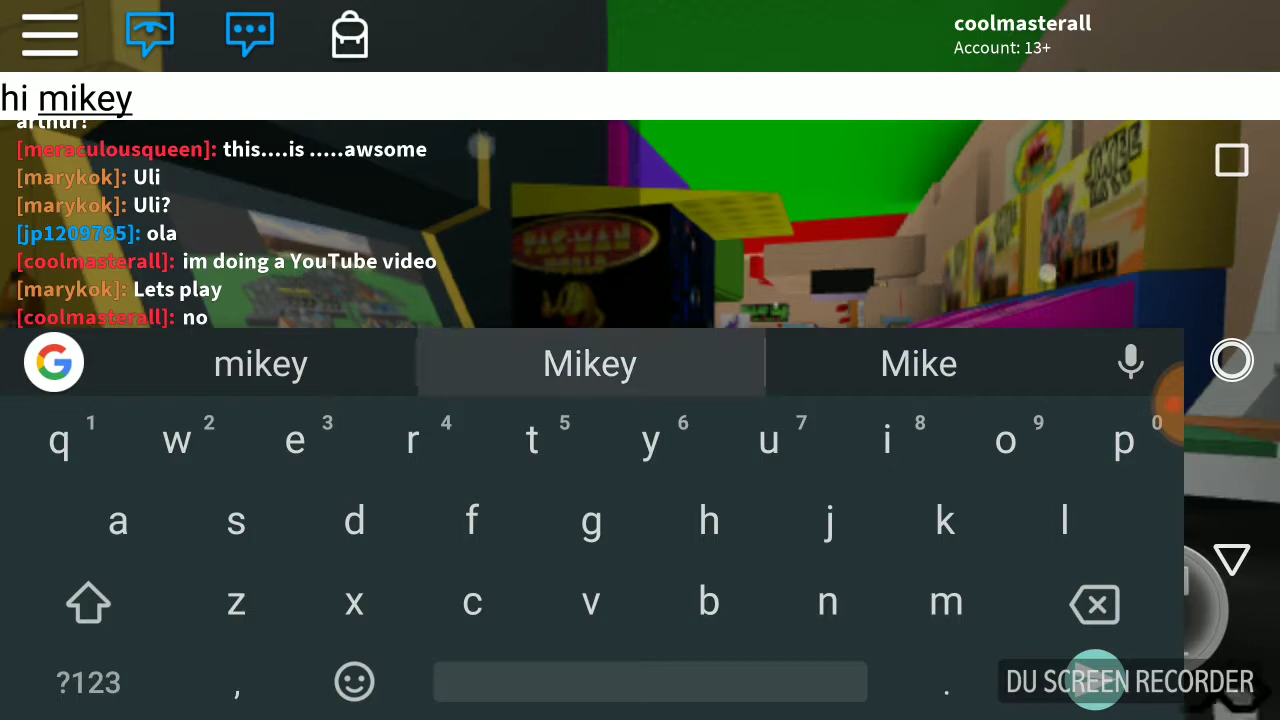 coolmasterall
Account: 13+
hi mikey
arthur!
[meraculousqueen]: this....is .....awsome
[marykok]: Uli
[marykok]: Uli?
[jp1209795]: ola
[coolmasterall]: im doing a YouTube video
[marykok]: Lets play
[coolmasterall]: no
PAC-MAN
WORLD
mikey Mikey Mike
q 1 w 2 e 3 r 4 t 5 y 6 u 7 i 8 o 9 p 0
a s d f g h j k l
z x c v b n m
?123 , .
DU SCREEN RECORDER